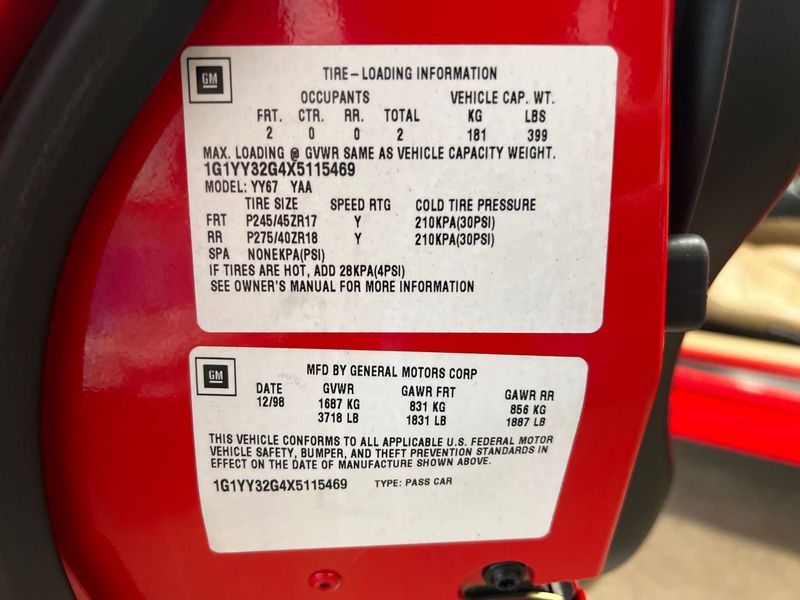 GM
TIRE-LOADING INFORMATION
OCCUPANTS VEHICLE CAP. WT.
FRT. CTR. RR. TOTAL KG LBS
2 0 0 2 181 399
MAX. LOADING @ GVWR SAME AS VEHICLE CAPACITY WEIGHT.
1G1YY32G4X5115469
MODEL: YY67 YAA
TIRE SIZE SPEED RTG COLD TIRE PRESSURE
FRT P245/45ZR17 Y 210KPA(30PSI)
RR P275/40ZR18 Y 210KPA(30PSI)
SPA NONEKPA(PSI)
IF TIRES ARE HOT, ADD 28KPA(4PSI)
SEE OWNER'S MANUAL FOR MORE INFORMATION
GM
MFD BY GENERAL MOTORS CORP
DATE GVWR GAWR FRT GAWR RR
12/98 1687 KG 831 KG 856 KG
3718 LB 1831 LB 1887 LB
THIS VEHICLE CONFORMS TO ALL APPLICABLE U.S. FEDERAL MOTOR
VEHICLE SAFETY, BUMPER, AND THEFT PREVENTION STANDARDS IN
EFFECT ON THE DATE OF MANUFACTURE SHOWN ABOVE.
1G1YY32G4X5115469 TYPE: PASS CAR